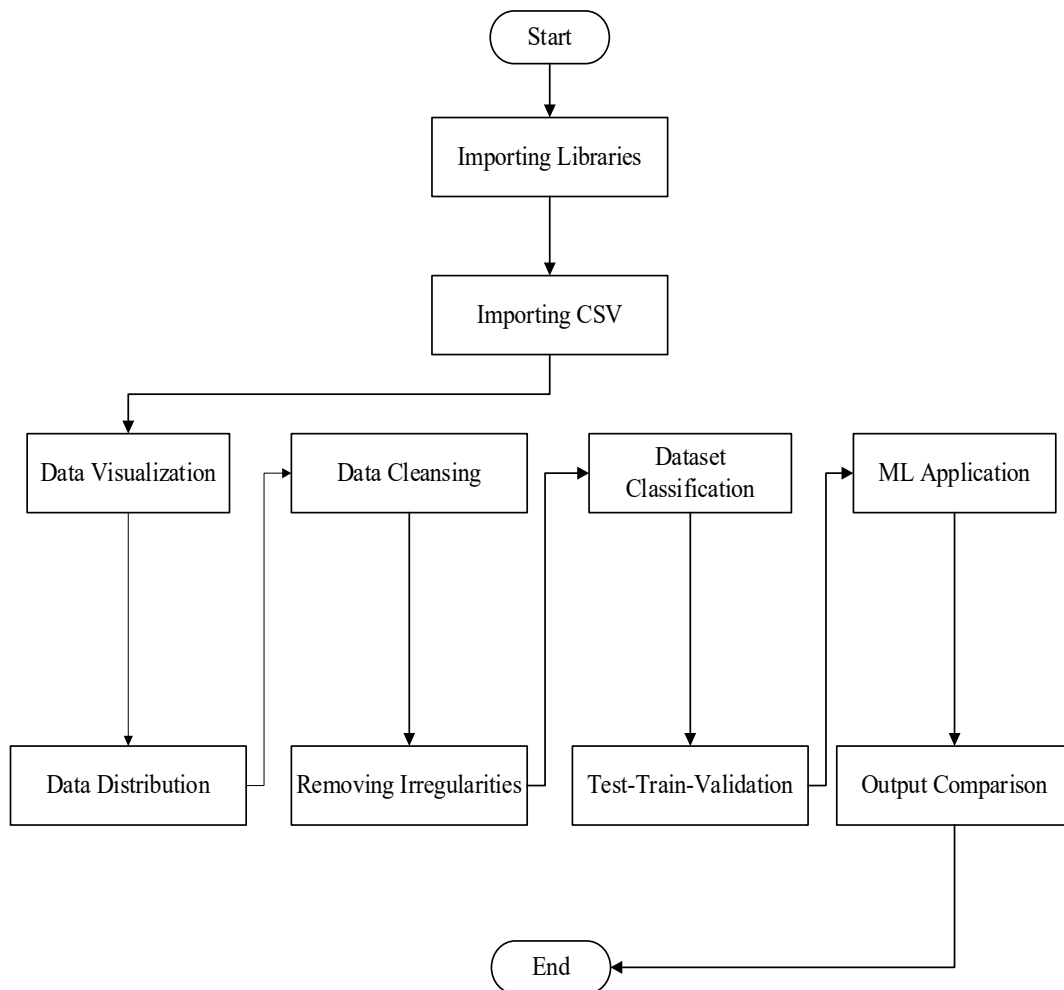 Start
Importing Libraries
Importing CSV
Data Visualization
Data Cleansing
Dataset
Classification
ML Application
Data Distribution
Removing Irregularities
Test-Train-Validation
Output Comparison
End